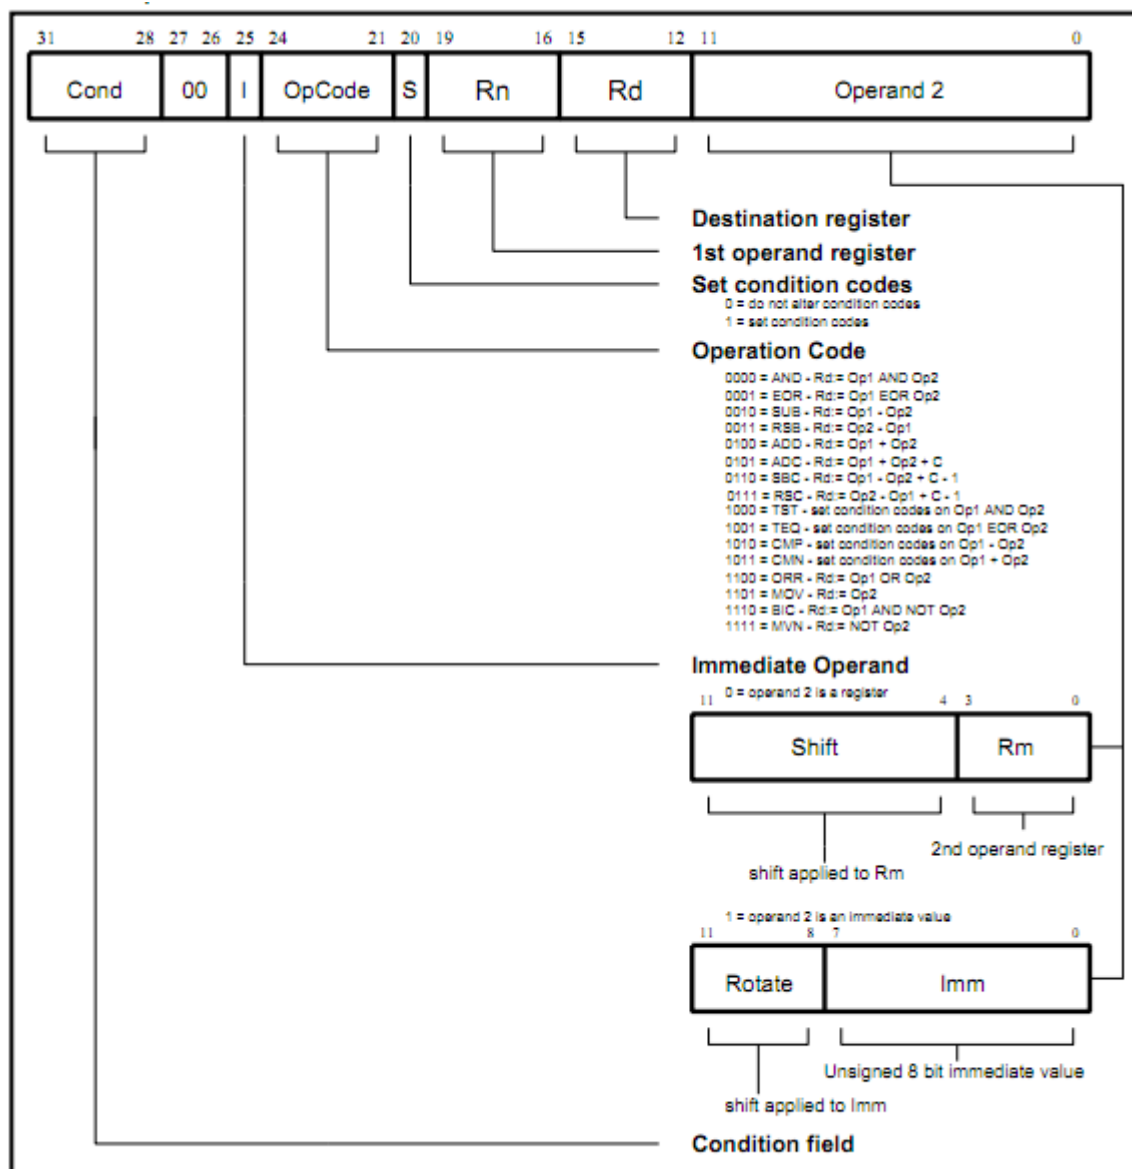 31 28 27 26 25 24 21 20 19 16 15 12 11 0
Cond 00 I OpCode S Rn Rd Operand 2
Destination register
1st operand register
Set condition codes
0 = do not alter condition codes
1 = set condition codes
Operation Code
0000 = AND - Rd:= Op1 AND Op2
0001 = EOR - Rd:= Op1 EOR Op2
0010 = SUB - Rd:= Op1 - Op2
0011 = RSB - Rd:= Op2 - Op1
0100 = ADD - Rd:= Op1 + Op2
0101 = ADC - Rd:= Op1 + Op2 + C
0110 = SBC - Rd:= Op1 - Op2 + C - 1
0111 = RSC - Rd:= Op2 - Op1 + C - 1
1000 = TST - set condition codes on Op1 AND Op2
1001 = TEQ - set condition codes on Op1 EOR Op2
1010 = CMP - set condition codes on Op1 - Op2
1011 = CMN - set condition codes on Op1 + Op2
1100 = ORR - Rd:= Op1 OR Op2
1101 = MOV - Rd:= Op2
1110 = BIC - Rd:= Op1 AND NOT Op2
1111 = MVN - Rd:= NOT Op2
Immediate Operand
0 = operand 2 is a register
11 4 3 0
Shift Rm
2nd operand register
shift applied to Rm
1 = operand 2 is an immediate value
11 8 7 0
Rotate Imm
Unsigned 8 bit immediate value
shift applied to Imm
Condition field